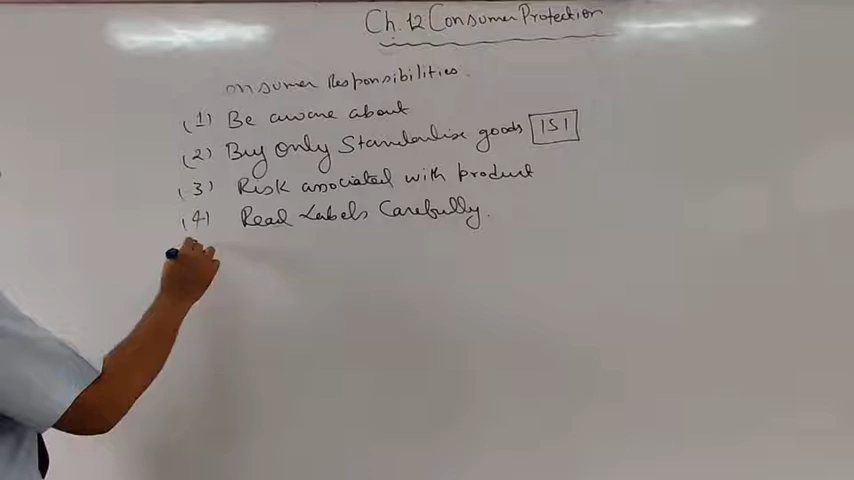 Ch. 12 Consumer Protection
onsumer Responsibilities.
(1) Be aware about
(2) Buy Only Standardise goods ISI
(3) Risk associated with product
(4) Read Labels Carefully.